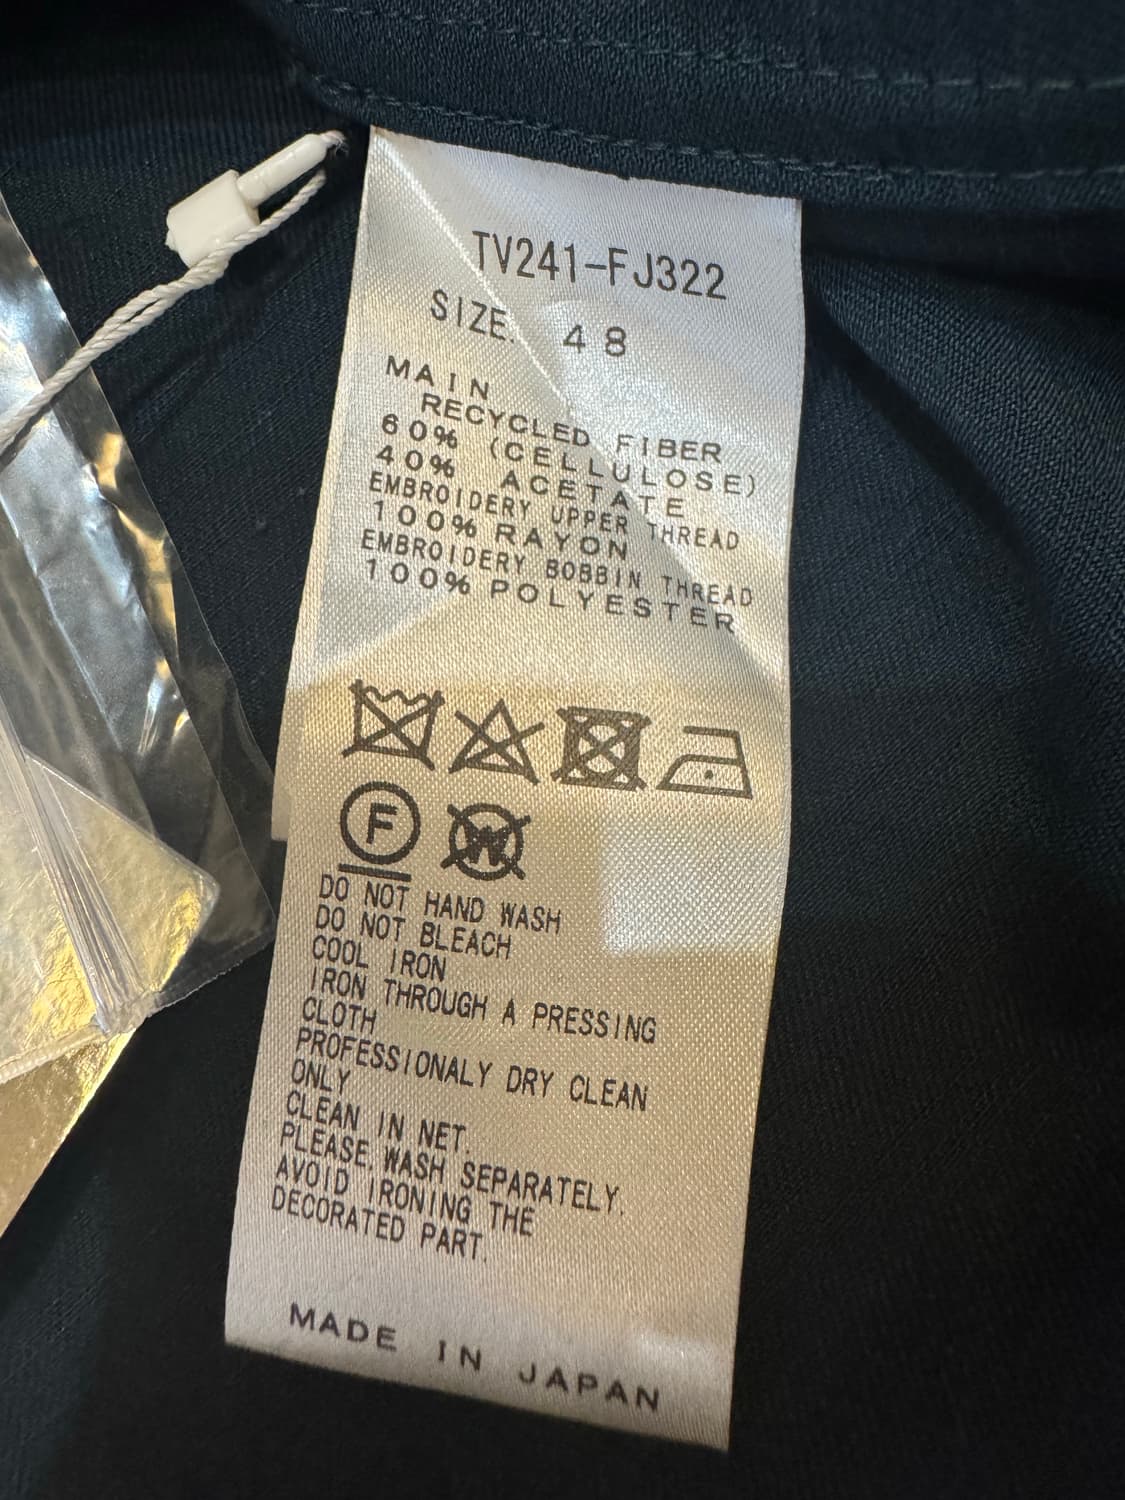 TV241-FJ322
SIZE. 48
MAIN
RECYCLED FIBER
60% (CELLULOSE)
40% ACETATE
EMBROIDERY UPPER THREAD
100% RAYON
EMBROIDERY BOBBIN THREAD
100% POLYESTER
F W
DO NOT HAND WASH
DO NOT BLEACH
COOL IRON
IRON THROUGH A PRESSING
CLOTH
PROFESSIONALY DRY CLEAN
ONLY
CLEAN IN NET.
PLEASE.WASH SEPARATELY.
AVOID IRONING THE
DECORATED PART.
MADE IN JAPAN